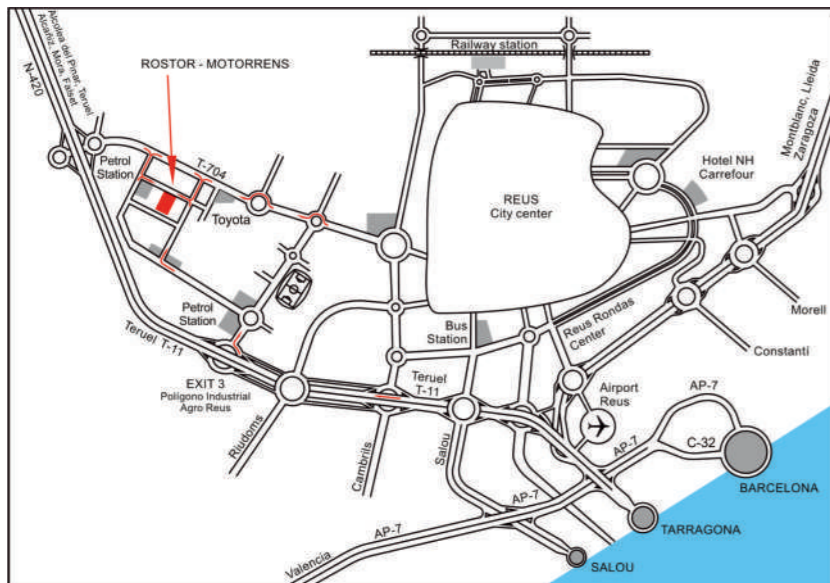 Alcolea del Pinar, Teruel
Alcañiz, Mora, Falset
N-420
ROSTOR - MOTORRENS
Railway station
Montblanc, Lleida
Zaragoza
Petrol
Station
T-704
Toyota
Hotel NH
Carrefour
REUS
City center
Petrol
Station
Bus
Station
Reus Rondas
Center
Morell
Constantí
Teruel T-11
EXIT 3
Polígono Industrial
Agro Reus
Teruel
T-11
Airport
Reus
AP-7
Riudoms
Cambrils
Salou
AP-7
C-32
BARCELONA
AP-7
TARRAGONA
AP-7
Valencia
SALOU